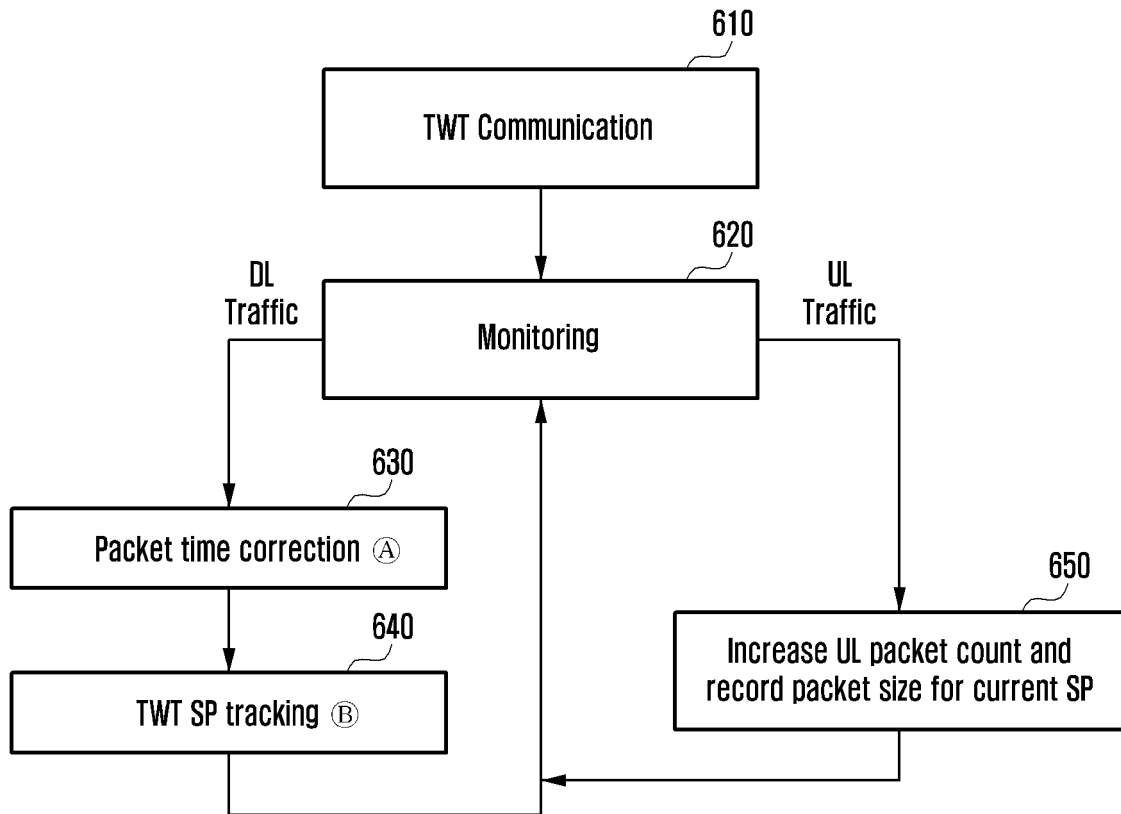 610
TWT Communication
620
DL
Traffic
UL
Traffic
Monitoring
630
Packet time correction Ⓐ
640
TWT SP tracking Ⓑ
650
Increase UL packet count and
record packet size for current SP